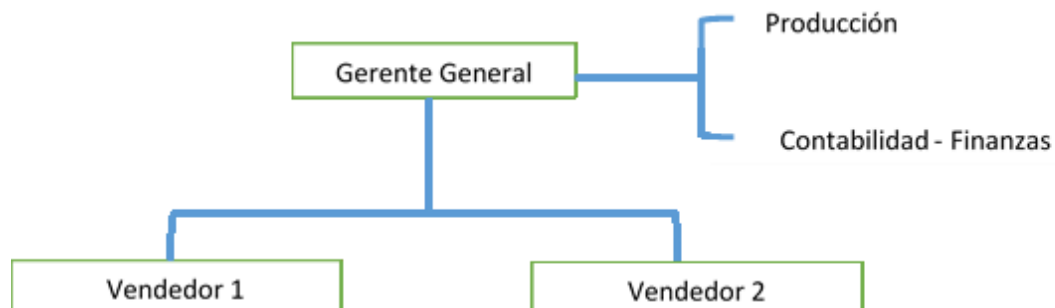 Producción
Gerente General
Contabilidad - Finanzas
Vendedor 1
Vendedor 2